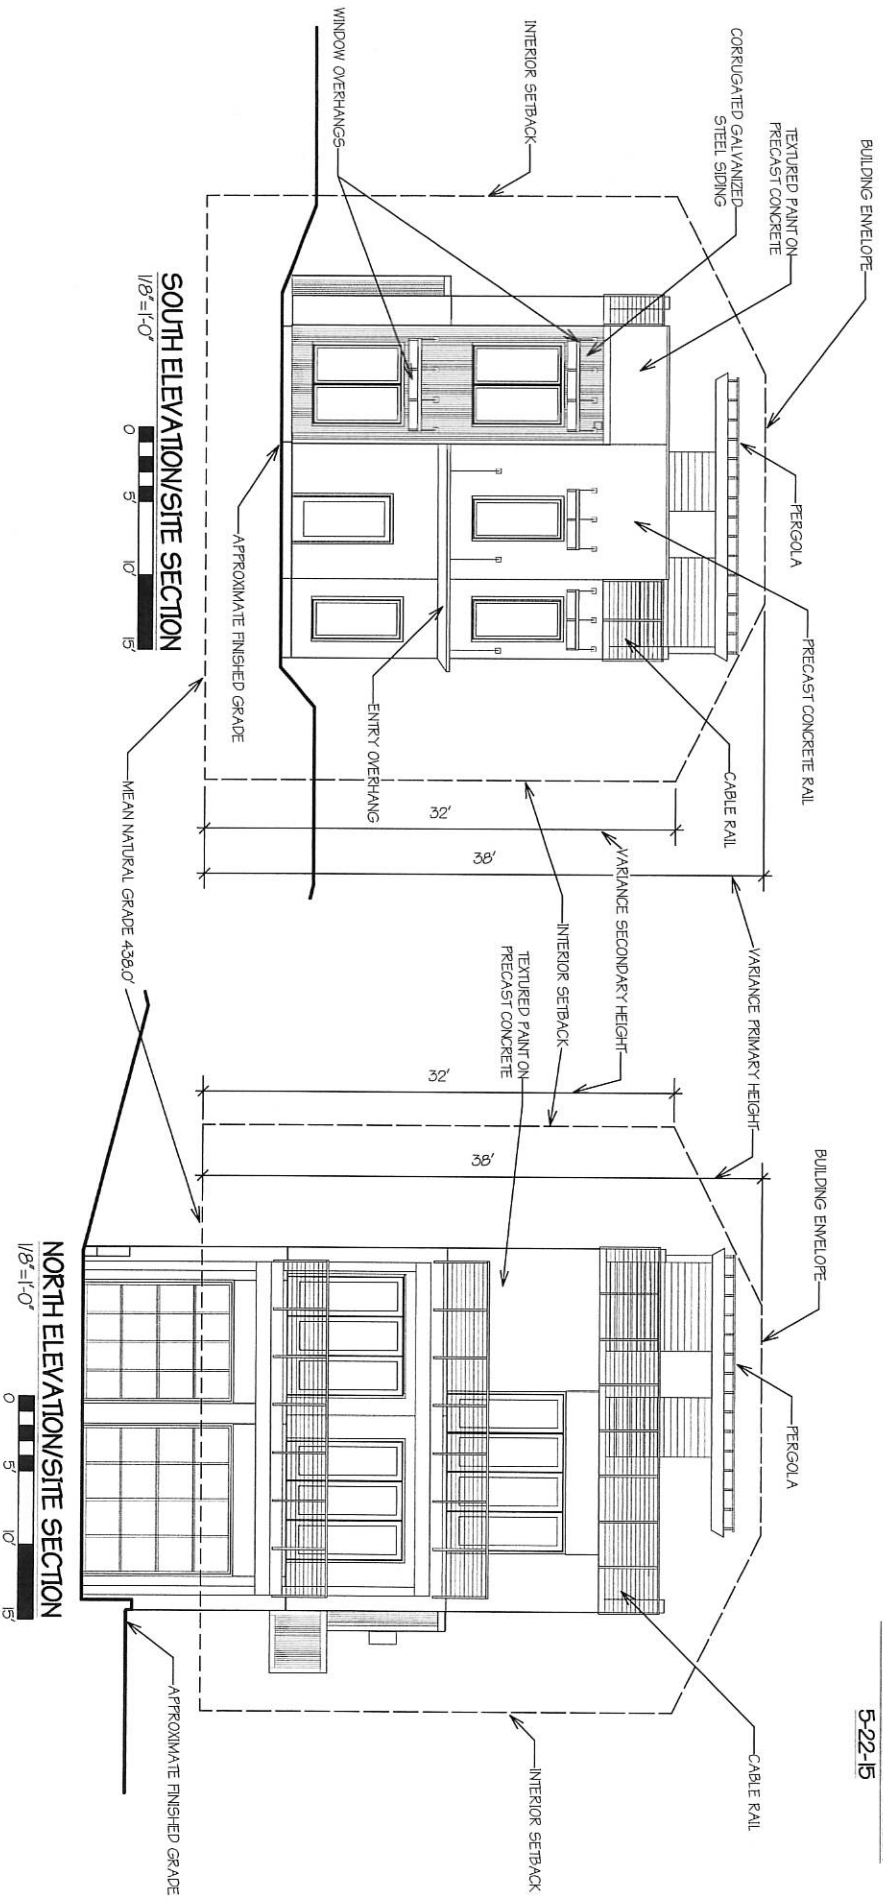 5-22-15
BUILDING ENVELOPE
TEXTURED PAINT ON
PRECAST CONCRETE
CORRUGATED GALVANIZED
STEEL SIDING
INTERIOR SETBACK
WINDOW OVERHANGS
PERGOLA
PRECAST CONCRETE RAIL
CABLE RAIL
ENTRY OVERHANG
APPROXIMATE FINISHED GRADE
MEAN NATURAL GRADE 438.0'
32'
38'
VARIANCE SECONDARY HEIGHT
VARIANCE PRIMARY HEIGHT
INTERIOR SETBACK
SOUTH ELEVATION/SITE SECTION
1/8"=1'-0"
0 5' 10' 15'
TEXTURED PAINT ON
PRECAST CONCRETE
32'
38'
BUILDING ENVELOPE
PERGOLA
CABLE RAIL
INTERIOR SETBACK
APPROXIMATE FINISHED GRADE
NORTH ELEVATION/SITE SECTION
1/8"=1'-0"
0 5' 10' 15'